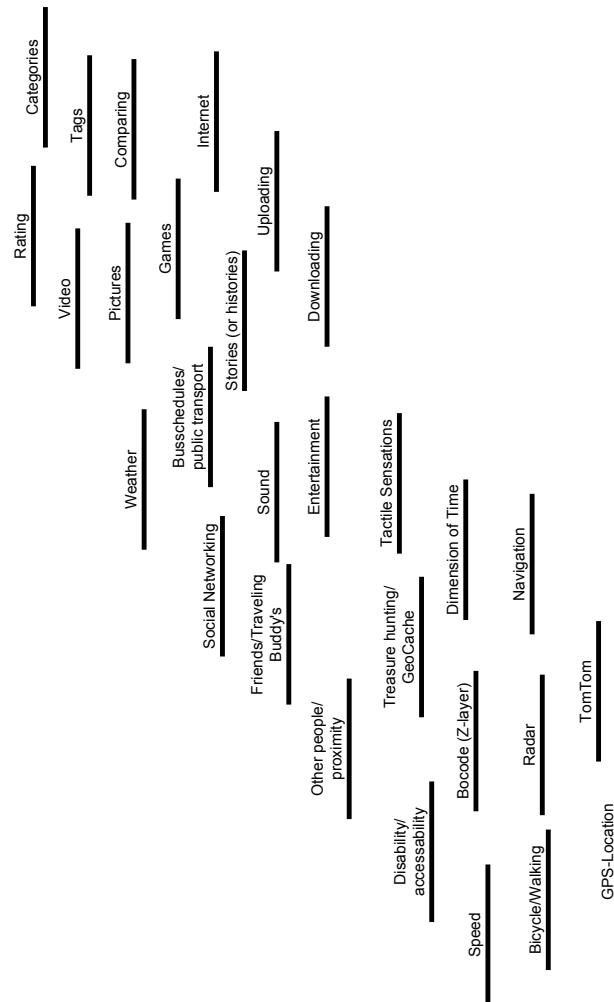 Rating
Categories
Video
Tags
Pictures
Comparing
Weather
Games
Busschedules/
public transport
Internet
Social Networking
Stories (or histories)
Friends/Traveling
Buddy's
Sound
Uploading
Entertainment
Downloading
Other people/
proximity
Tactile Sensations
Treasure hunting/
GeoCache
Disability/
accessability
Dimension of Time
Bocode (Z-layer)
Speed
Navigation
Radar
Bicycle/Walking
TomTom
GPS-Location